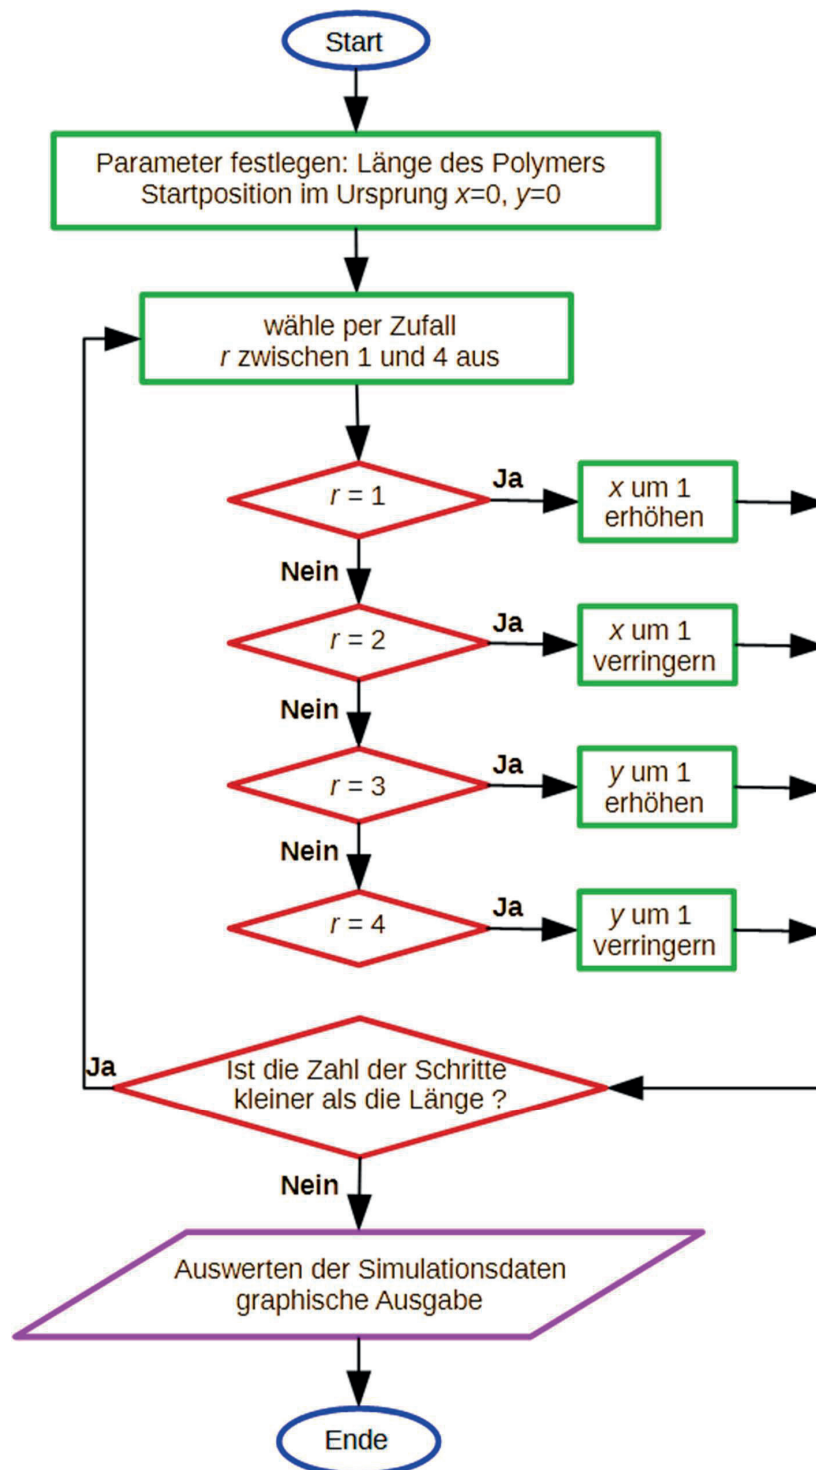 Start
Parameter festlegen: Länge des Polymers
Startposition im Ursprung x=0, y=0
wähle per Zufall
r zwischen 1 und 4 aus
r = 1
Ja
x um 1
erhöhen
Nein
r = 2
Ja
x um 1
verringern
Nein
r = 3
Ja
y um 1
erhöhen
Nein
r = 4
Ja
y um 1
verringern
Ist die Zahl der Schritte
kleiner als die Länge ?
Ja
Nein
Auswerten der Simulationsdaten
graphische Ausgabe
Ende